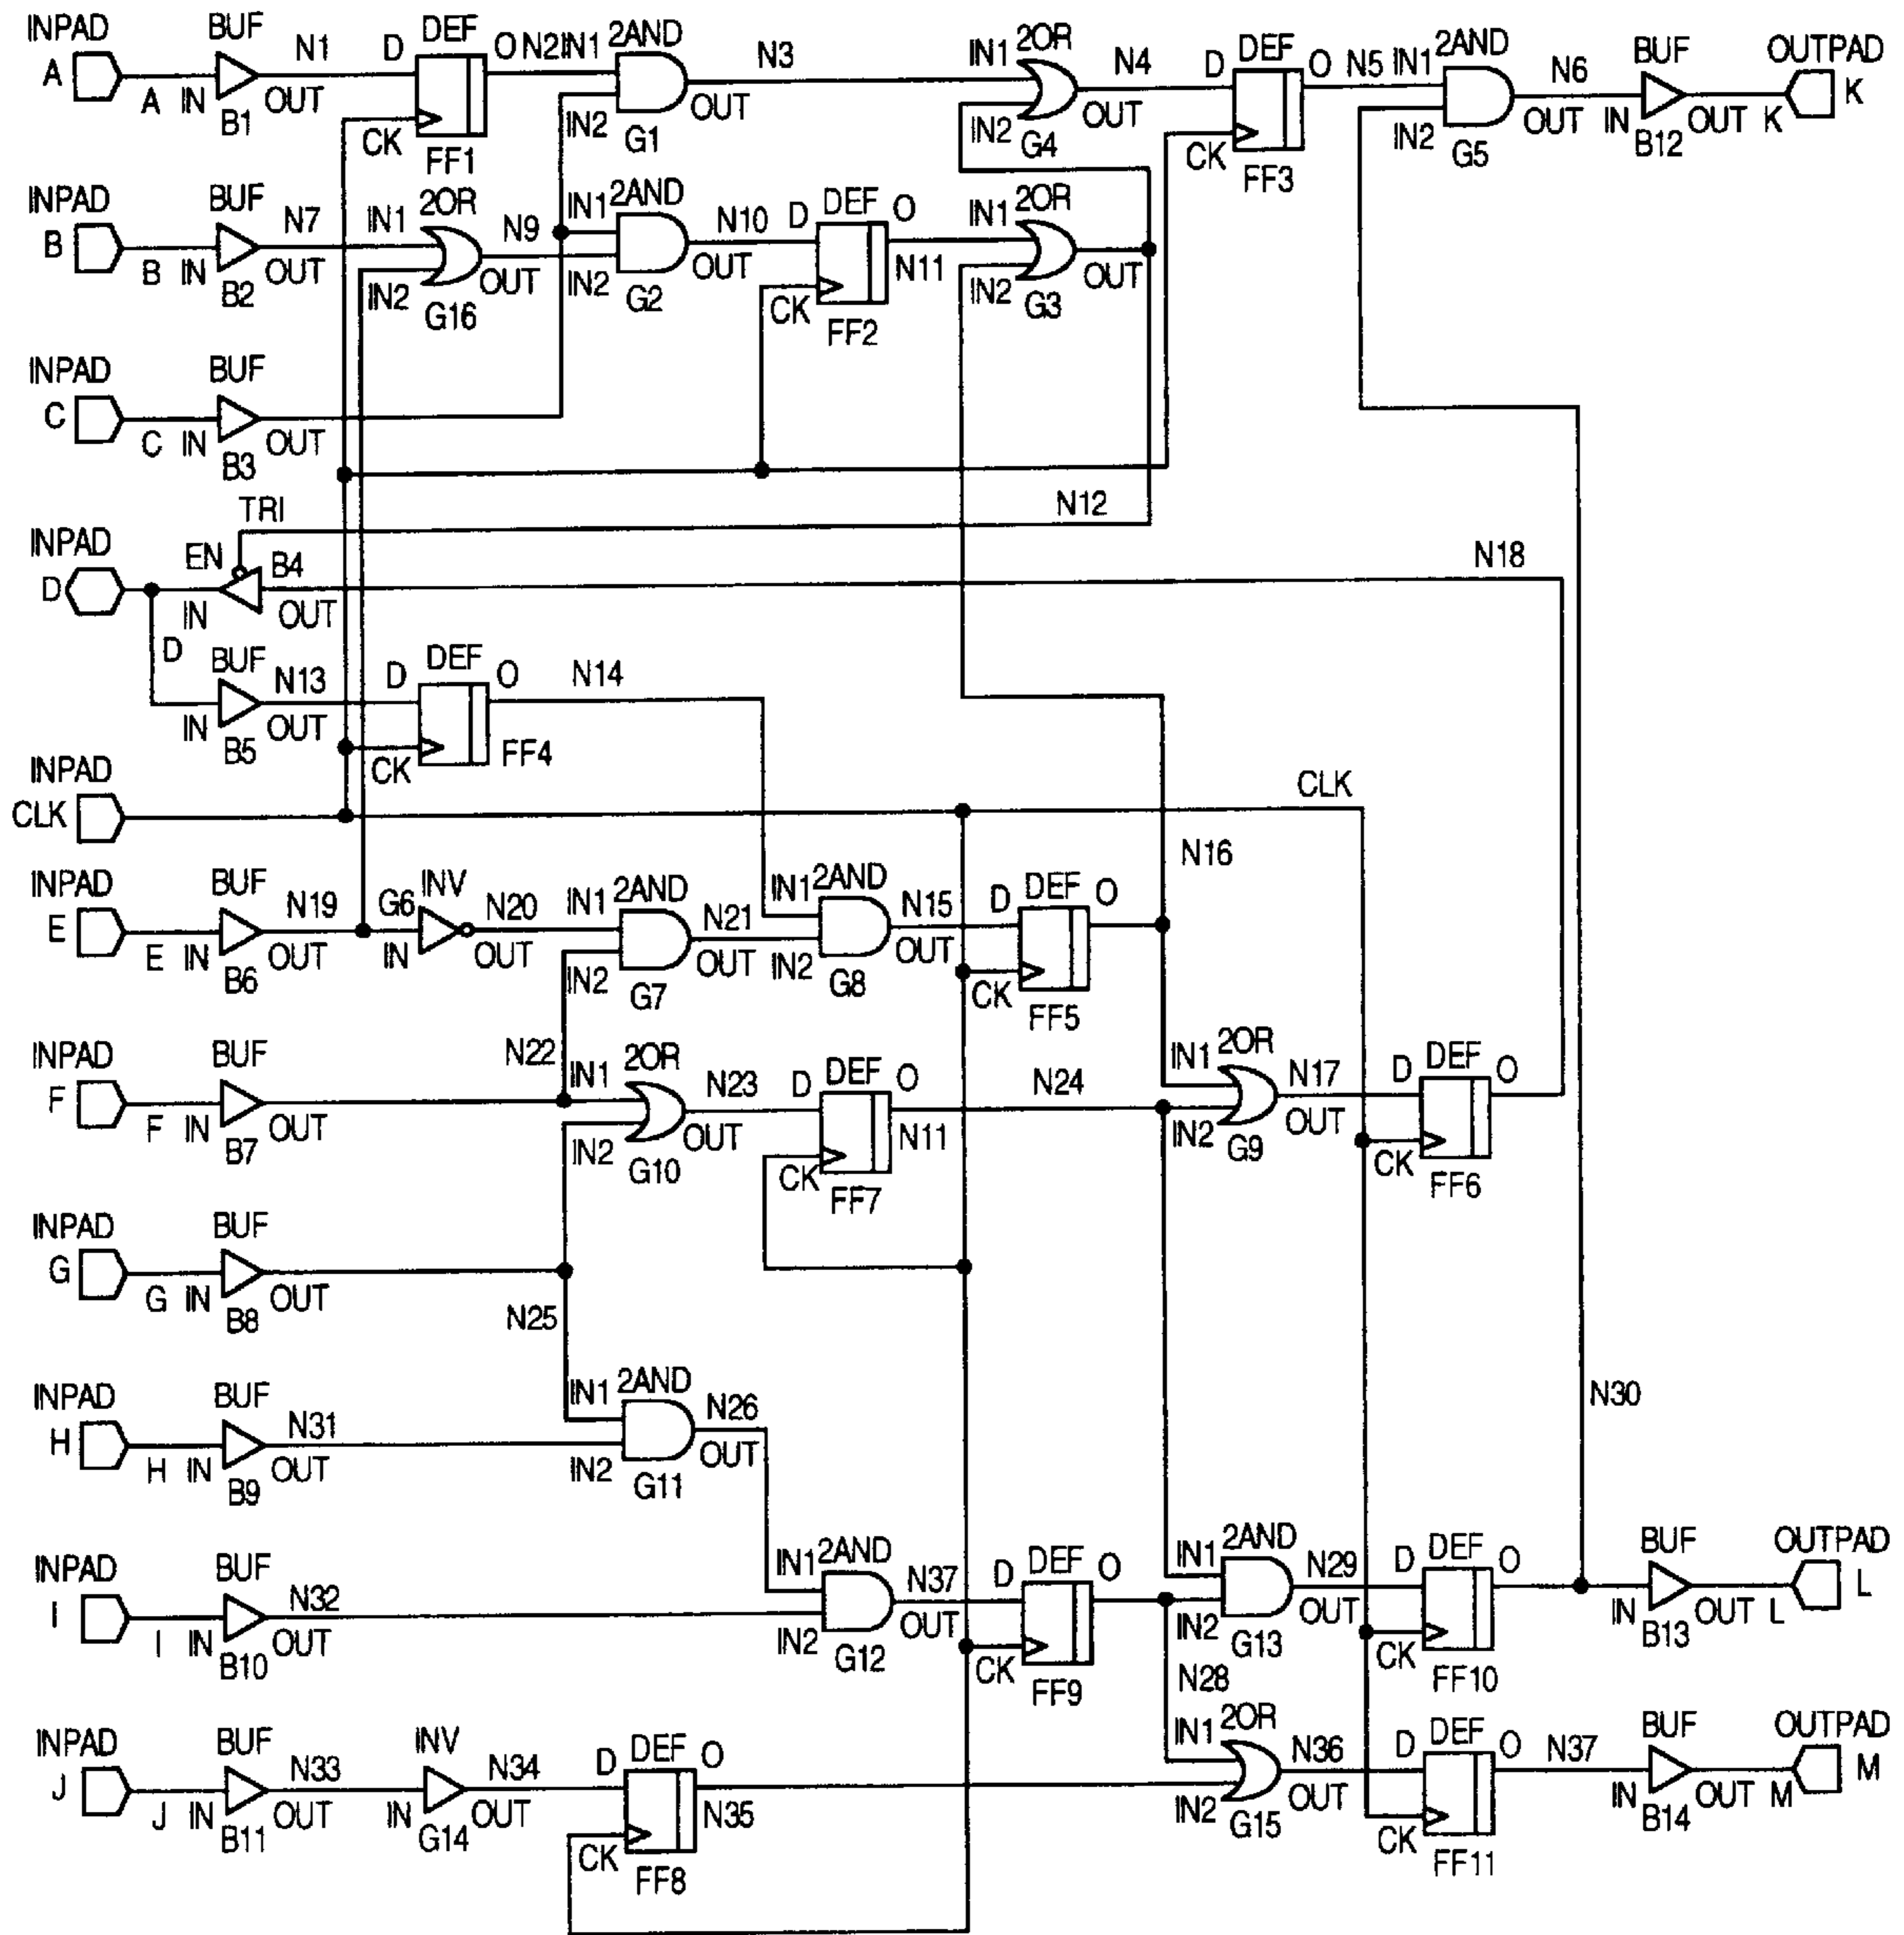 INPAD BUF DEF 2AND 2OR DEF 2AND BUF OUTPAD
A A IN B1 OUT N1 D CK FF1 O N2 IN1 IN2 G1 OUT N3 IN1 IN2 G4 OUT N4 D CK FF3 O N5 IN1 IN2 G5 OUT N6 IN B12 OUT K K
INPAD BUF 2OR 2AND DEF 2OR
B B IN B2 OUT N7 IN1 IN2 G16 OUT N9 IN1 IN2 G2 OUT N10 D CK FF2 O N11 IN1 IN2 G3 OUT
INPAD BUF
C C IN B3 OUT
TRI N12
INPAD EN B4 N18
D IN OUT
D BUF DEF
IN B5 OUT N13 D CK FF4 O N14
INPAD
CLK CLK
N16
INPAD BUF INV 2AND 2AND DEF
E E IN B6 OUT N19 G6 IN OUT N20 IN1 IN2 G7 OUT N21 IN1 IN2 G8 OUT N15 D CK FF5 O
INPAD BUF N22 2OR DEF 2OR DEF
F F IN B7 OUT IN1 IN2 G10 OUT N23 D CK FF7 O N11 N24 IN1 IN2 G9 OUT N17 D CK FF6 O
INPAD BUF
G G IN B8 OUT
N25
INPAD BUF 2AND
H H IN B9 OUT N31 IN1 IN2 G11 OUT N26 N30
INPAD BUF 2AND DEF 2AND DEF BUF OUTPAD
I I IN B10 OUT N32 IN1 IN2 G12 OUT N37 D CK FF9 O IN1 IN2 G13 OUT N29 D CK FF10 O IN B13 OUT L L
N28
INPAD BUF INV DEF 2OR DEF BUF OUTPAD
J J IN B11 OUT N33 IN G14 OUT N34 D CK FF8 O N35 IN1 IN2 G15 OUT N36 D CK FF11 O N37 IN B14 OUT M M